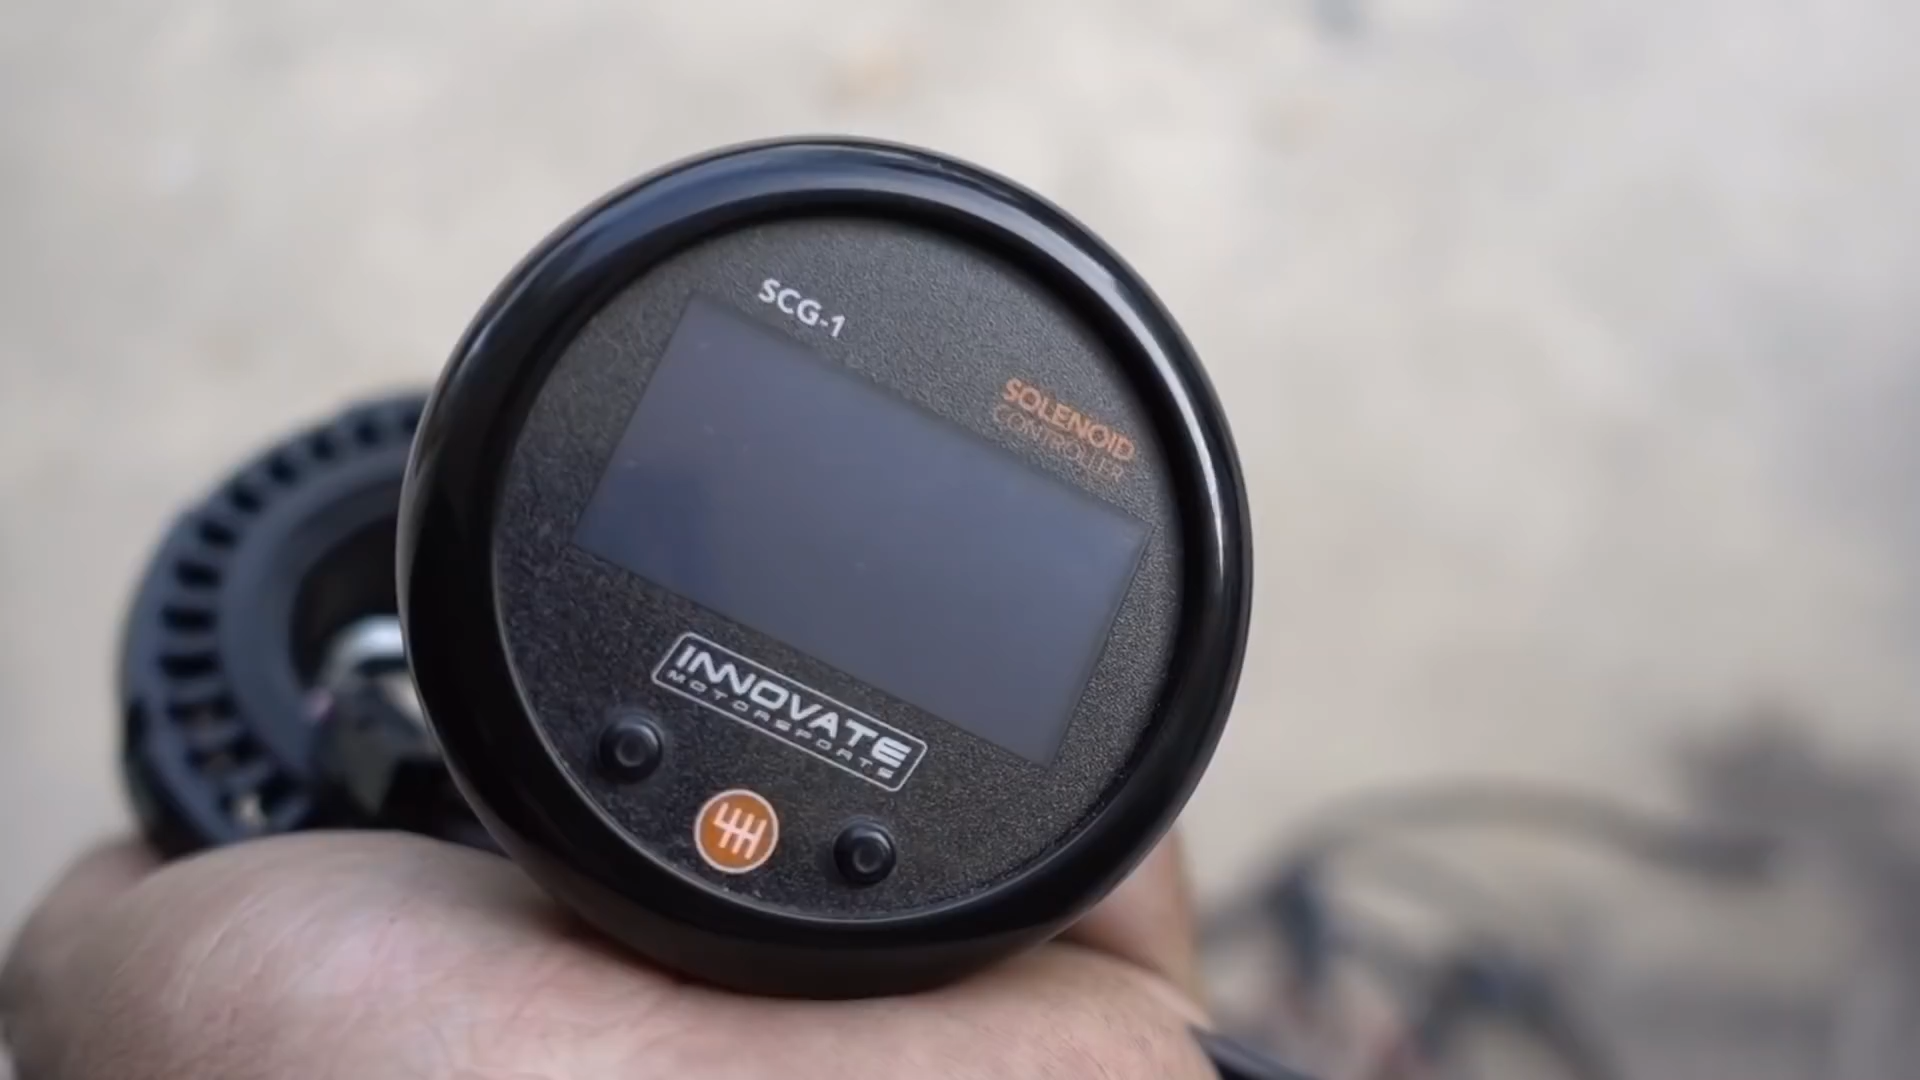 SCG-1
SOLENOID
CONTROLLER
INNOVATE
MOTORSPORTS